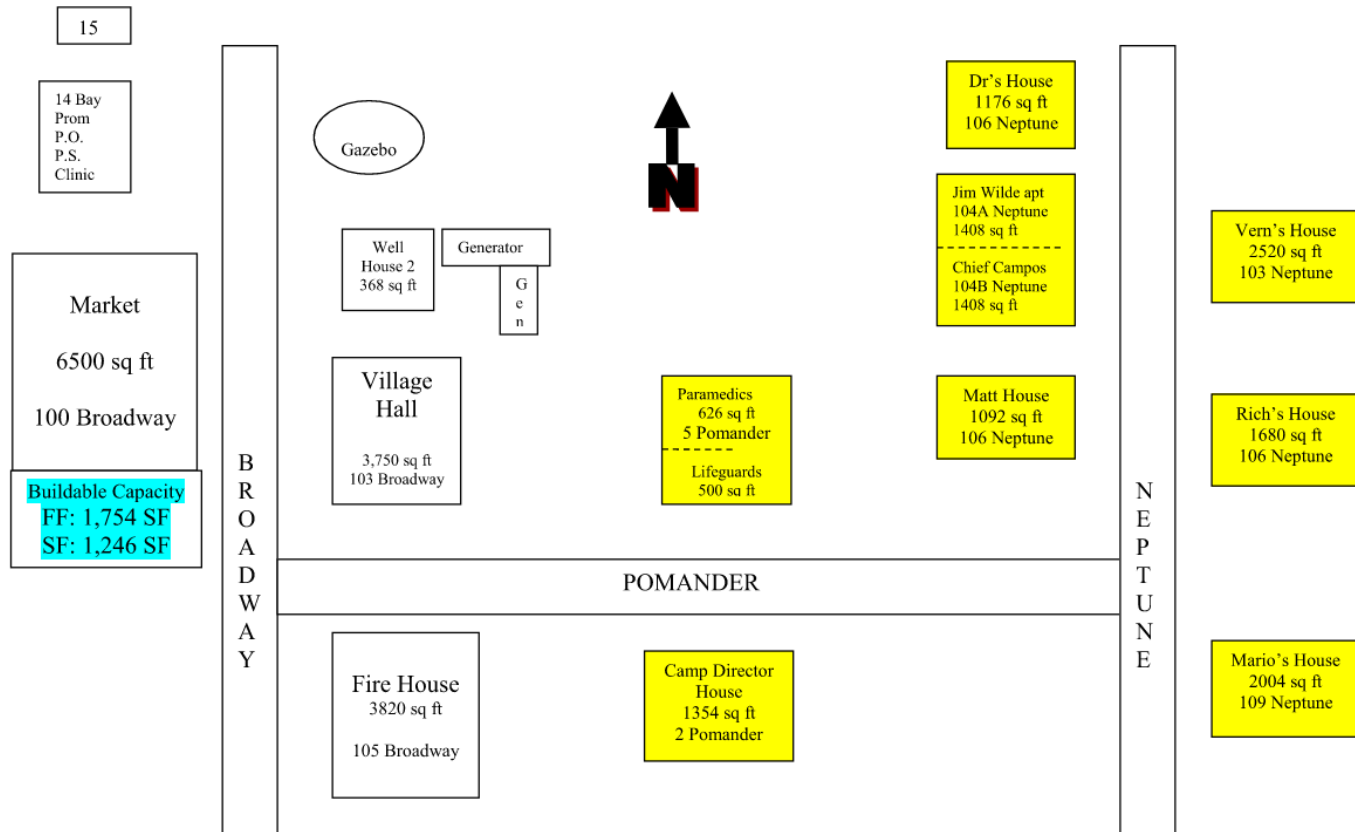 15
14 Bay
Prom
P.O.
P.S.
Clinic
Market
6500 sq ft
100 Broadway
Buildable Capacity
FF: 1,754 SF
SF: 1,246 SF
BROADWAY
Gazebo
Well
House 2
368 sq ft
Generator
Gen
Village
Hall
3,750 sq ft
103 Broadway
N
Paramedics
626 sq ft
5 Pomander
Lifeguards
500 sq ft
Dr's House
1176 sq ft
106 Neptune
Jim Wilde apt
104A Neptune
1408 sq ft
Chief Campos
104B Neptune
1408 sq ft
Matt House
1092 sq ft
106 Neptune
POMANDER
Fire House
3820 sq ft
105 Broadway
Camp Director
House
1354 sq ft
2 Pomander
NEPTUNE
Vern's House
2520 sq ft
103 Neptune
Rich's House
1680 sq ft
106 Neptune
Mario's House
2004 sq ft
109 Neptune